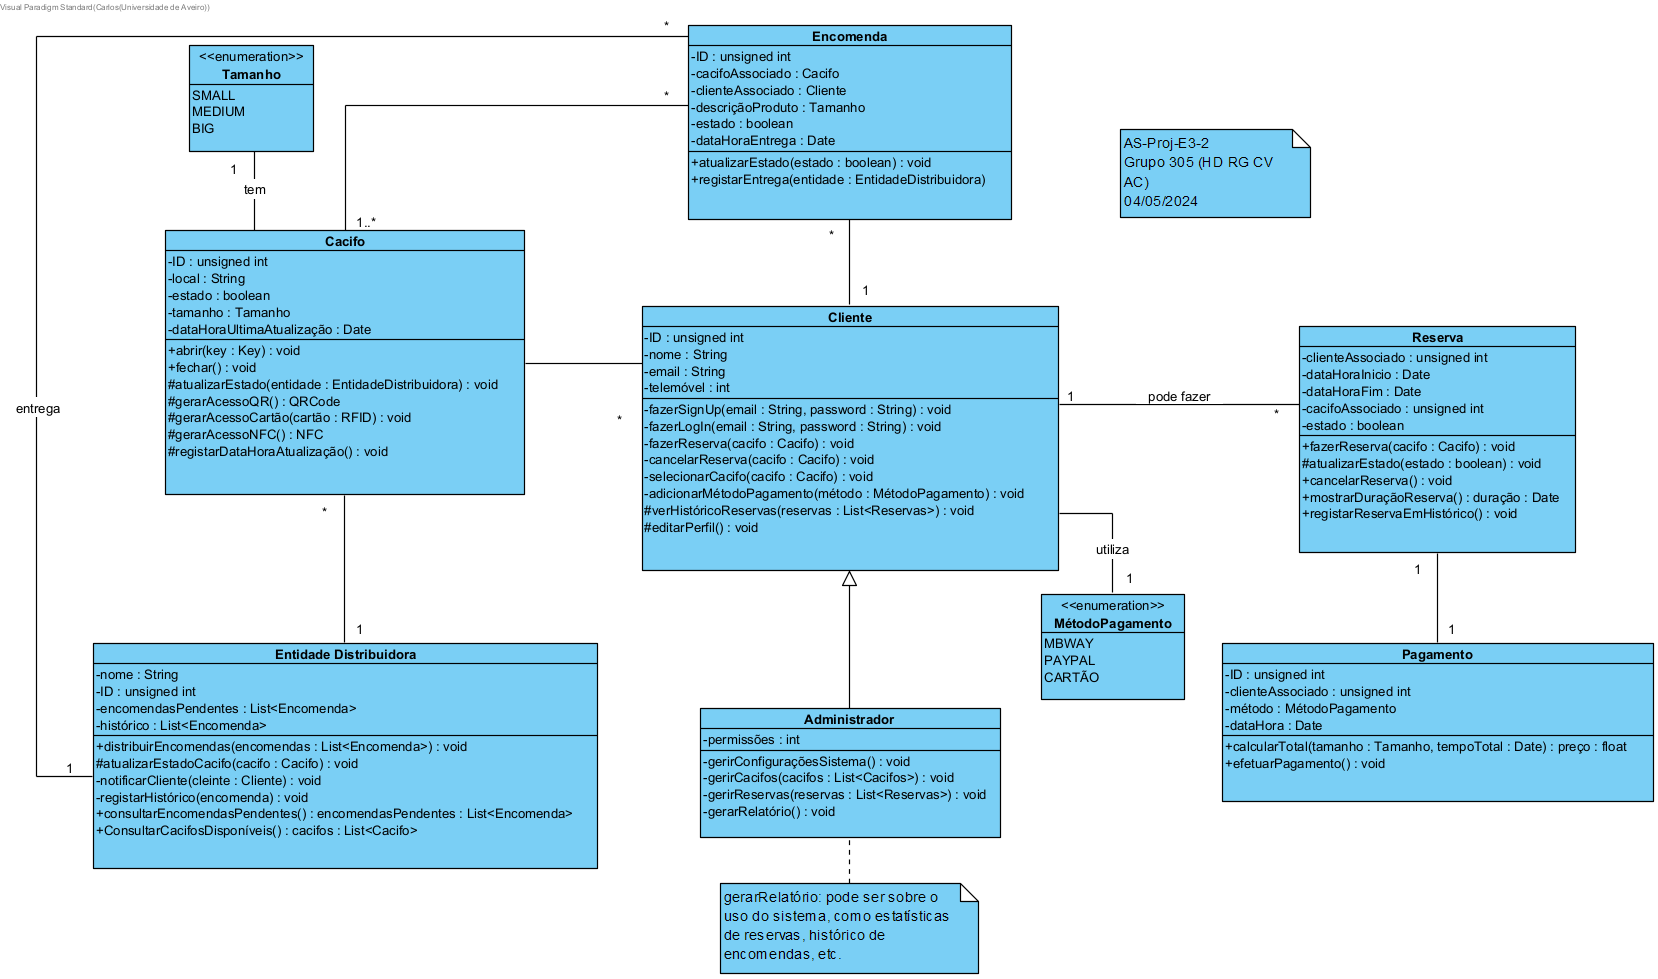 Visual Paradigm Standard(Carlos(Universidade de Aveiro))
*
<<enumeration>>
Tamanho
SMALL
MEDIUM
BIG
1
tem
Encomenda
-ID : unsigned int
-cacifoAssociado : Cacifo
-clienteAssociado : Cliente
-descriçãoProduto : Tamanho
-estado : boolean
-dataHoraEntrega : Date
+atualizarEstado(estado : boolean) : void
+registarEntrega(entidade : EntidadeDistribuidora)
*
1..*
*
1
AS-Proj-E3-2
Grupo 305 (HD RG CV
AC)
04/05/2024
Cacifo
-ID : unsigned int
-local : String
-estado : boolean
-tamanho : Tamanho
-dataHoraUltimaAtualização : Date
+abrir(key : Key) : void
+fechar() : void
#atualizarEstado(entidade : EntidadeDistribuidora) : void
#gerarAcessoQR() : QRCode
#gerarAcessoCartão(cartão : RFID) : void
#gerarAcessoNFC() : NFC
#registarDataHoraAtualização() : void
*
Cliente
-ID : unsigned int
-nome : String
-email : String
-telemóvel : int
-fazerSignUp(email : String, password : String) : void
-fazerLogIn(email : String, password : String) : void
-fazerReserva(cacifo : Cacifo) : void
-cancelarReserva(cacifo : Cacifo) : void
-selecionarCacifo(cacifo : Cacifo) : void
-adicionarMétodoPagamento(método : MétodoPagamento) : void
#verHistóricoReservas(reservas : List<Reservas>) : void
#editarPerfil() : void
1
pode fazer
*
Reserva
-clienteAssociado : unsigned int
-dataHoraInicio : Date
-dataHoraFim : Date
-cacifoAssociado : unsigned int
-estado : boolean
+fazerReserva(cacifo : Cacifo) : void
#atualizarEstado(estado : boolean) : void
+cancelarReserva() : void
+mostrarDuraçãoReserva() : duração : Date
+registarReservaEmHistórico() : void
entrega
*
1
utiliza
1
<<enumeration>>
MétodoPagamento
MBWAY
PAYPAL
CARTÃO
1
1
Entidade Distribuidora
-nome : String
-ID : unsigned int
-encomendasPendentes : List<Encomenda>
-histórico : List<Encomenda>
+distribuirEncomendas(encomendas : List<Encomenda>) : void
#atualizarEstadoCacifo(cacifo : Cacifo) : void
-notificarCliente(cleinte : Cliente) : void
-registarHistórico(encomenda) : void
+consultarEncomendasPendentes() : encomendasPendentes : List<Encomenda>
+ConsultarCacifosDisponíveis() : cacifos : List<Cacifo>
1
Administrador
-permissões : int
-gerirConfiguraçõesSistema() : void
-gerirCacifos(cacifos : List<Cacifos>) : void
-gerirReservas(reservas : List<Reservas>) : void
-gerarRelatório() : void
Pagamento
-ID : unsigned int
-clienteAssociado : unsigned int
-método : MétodoPagamento
-dataHora : Date
+calcularTotal(tamanho : Tamanho, tempoTotal : Date) : preço : float
+efetuarPagamento() : void
gerarRelatório: pode ser sobre o
uso do sistema, como estatísticas
de reservas, histórico de
encomendas, etc.